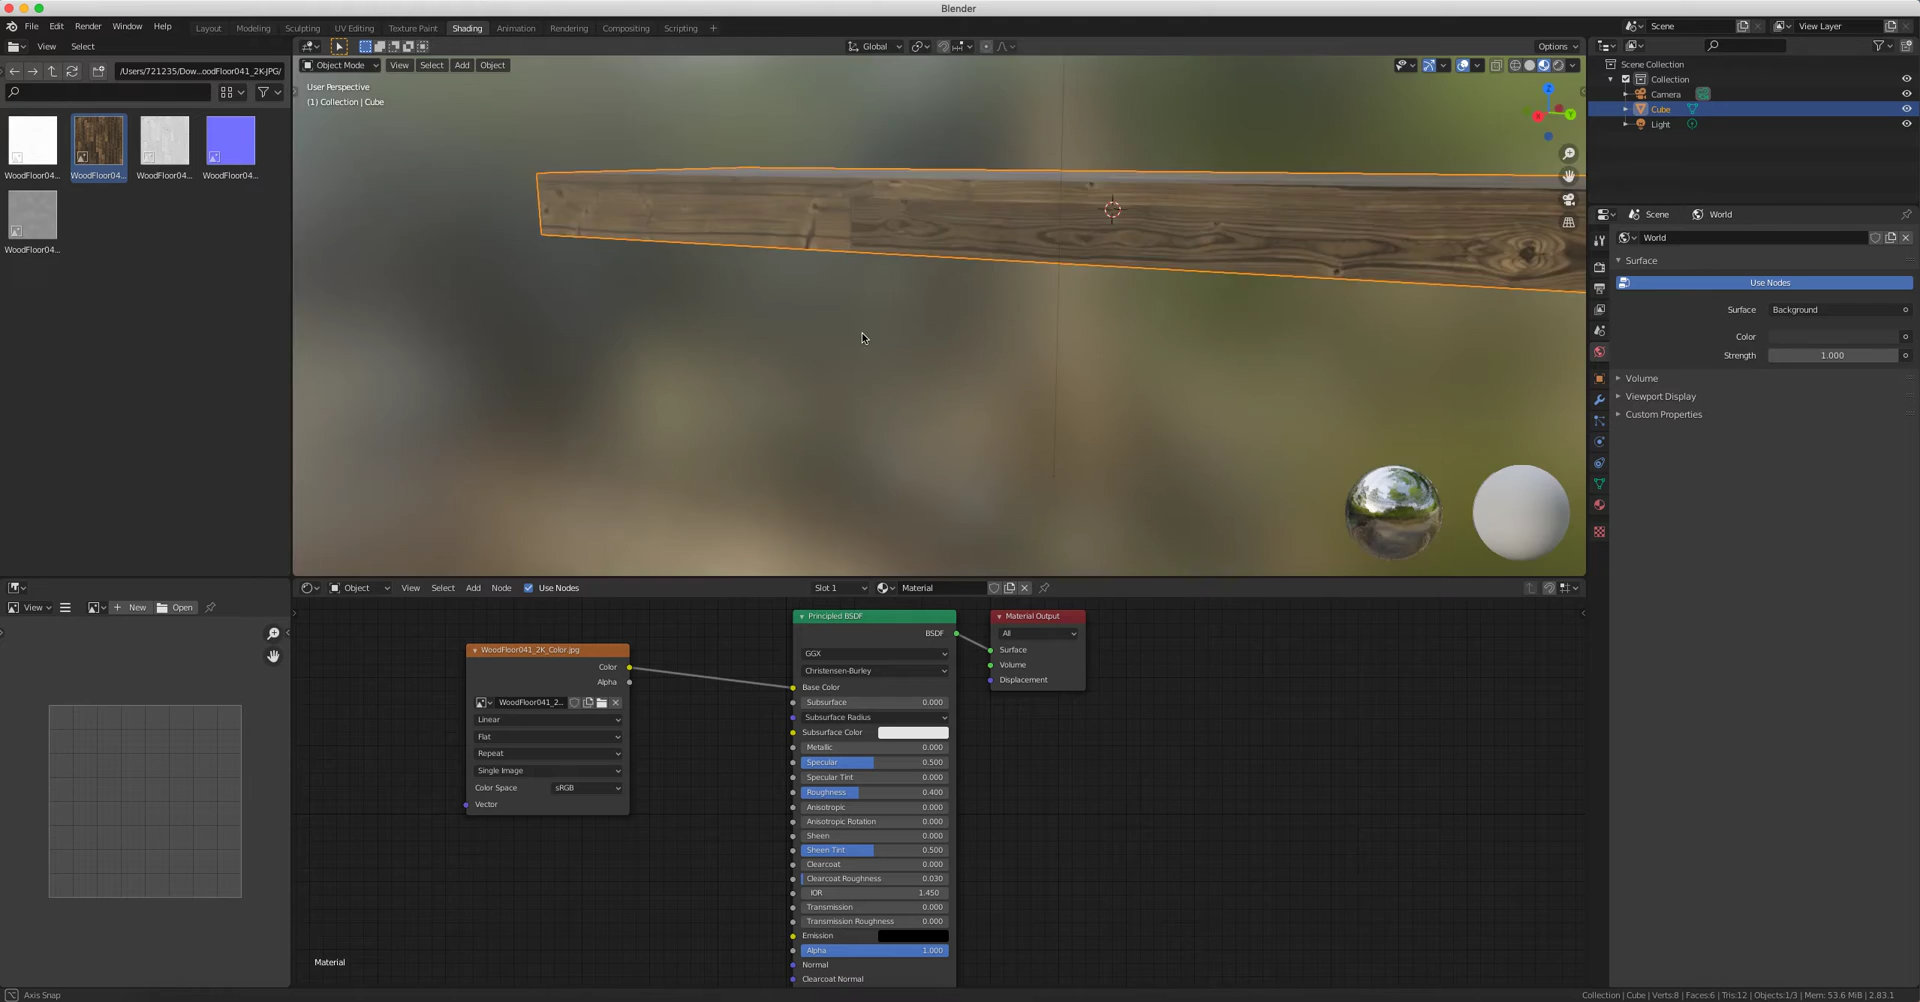 Blender
File Edit Render Window Help
Layout Modeling Sculpting UV Editing Texture Paint Shading Animation Rendering Compositing Scripting +
Scene
View Layer
View Select
Global
Options
/Users/721235/Dow...oodFloor041_2K-JPG/
Object Mode View Select Add Object
User Perspective
(1) Collection | Cube
Z
Y
X
WoodFloor04...
WoodFloor04...
WoodFloor04...
WoodFloor04...
WoodFloor04...
Scene Collection
Collection
Camera
Cube
Light
Scene
World
World
Surface
Use Nodes
Surface Background
Color
Strength 1.000
Volume
Viewport Display
Custom Properties
View
New
Open
Object View Select Add Node Use Nodes
Slot 1
Material
WoodFloor041_2K_Color.jpg
Color
Alpha
WoodFloor041_2...
Linear
Flat
Repeat
Single Image
Color Space sRGB
Vector
Principled BSDF
BSDF
GGX
Christensen-Burley
Base Color
Subsurface 0.000
Subsurface Radius
Subsurface Color
Metallic 0.000
Specular 0.500
Specular Tint 0.000
Roughness 0.400
Anisotropic 0.000
Anisotropic Rotation 0.000
Sheen 0.000
Sheen Tint 0.500
Clearcoat 0.000
Clearcoat Roughness 0.030
IOR 1.450
Transmission 0.000
Transmission Roughness 0.000
Emission
Alpha 1.000
Normal
Clearcoat Normal
Material Output
All
Surface
Volume
Displacement
Material
Axis Snap
Collection | Cube | Verts:8 | Faces:6 | Tris:12 | Objects:1/3 | Mem: 53.6 MiB | 2.83.1